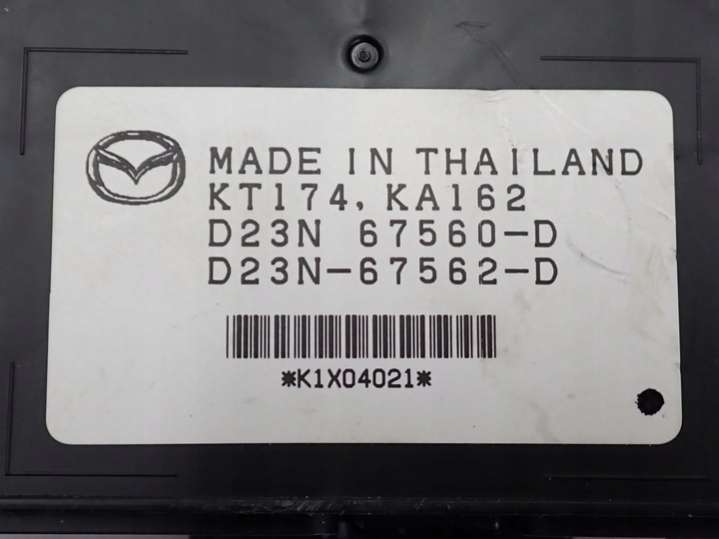 MADE IN THAILAND
KT174, KA162
D23N 67560-D
D23N-67562-D
*K1X04021*